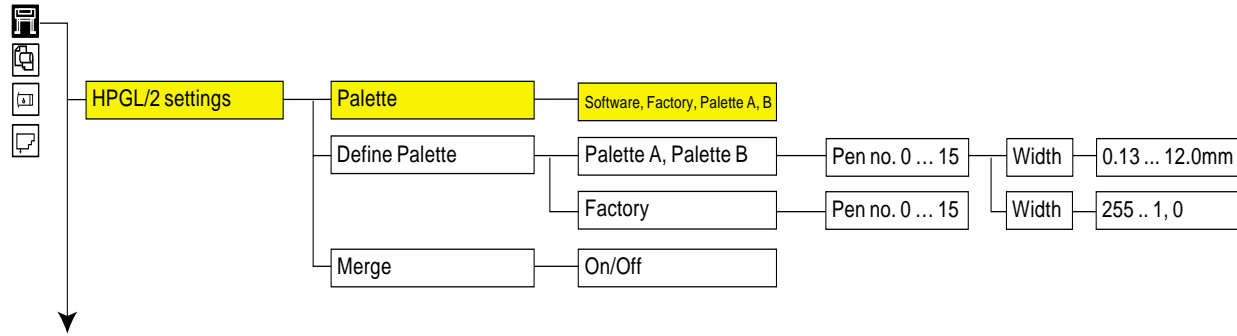 HPGL/2 settings
Palette
Software, Factory, Palette A, B
Define Palette
Palette A, Palette B
Pen no. 0 ... 15
Width
0.13 ... 12.0mm
Factory
Pen no. 0 ... 15
Width
255 .. 1, 0
Merge
On/Off